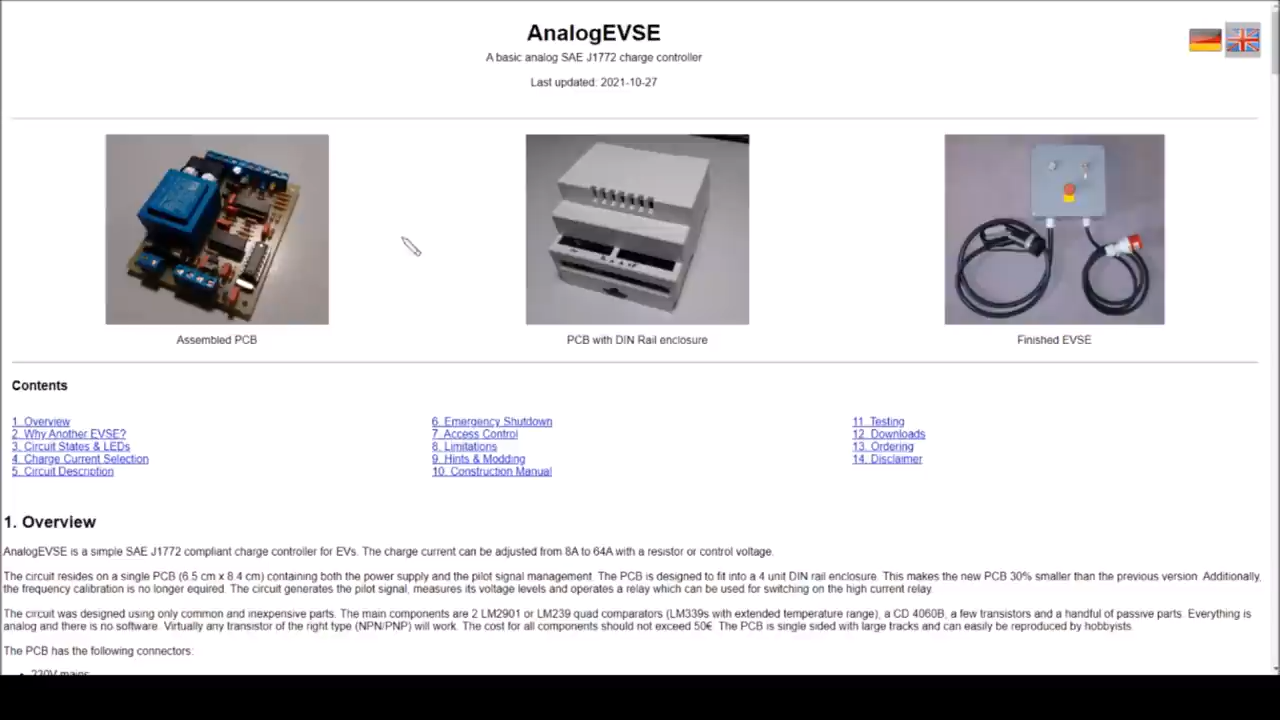 AnalogEVSE
A basic analog SAE J1772 charge controller
Last updated: 2021-10-27
Assembled PCB
PCB with DIN Rail enclosure
Finished EVSE
Contents
1. Overview
2. Why Another EVSE?
3. Circuit States & LEDs
4. Charge Current Selection
5. Circuit Description
6. Emergency Shutdown
7. Access Control
8. Limitations
9. Hints & Modding
10. Construction Manual
11. Testing
12. Downloads
13. Ordering
14. Disclaimer
1. Overview
AnalogEVSE is a simple SAE J1772 compliant charge controller for EVs. The charge current can be adjusted from 8A to 64A with a resistor or control voltage.
The circuit resides on a single PCB (6.5 cm x 8.4 cm) containing both the power supply and the pilot signal management. The PCB is designed to fit into a 4 unit DIN rail enclosure. This makes the new PCB 30% smaller than the previous version. Additionally,
the frequency calibration is no longer equired. The circuit generates the pilot signal, measures its voltage levels and operates a relay which can be used for switching on the high current relay.
The circuit was designed using only common and inexpensive parts. The main components are 2 LM2901 or LM239 quad comparators (LM339s with extended temperature range), a CD 4060B, a few transistors and a handful of passive parts. Everything is
analog and there is no software. Virtually any transistor of the right type (NPN/PNP) will work. The cost for all components should not exceed 50€. The PCB is single sided with large tracks and can easily be reproduced by hobbyists.
The PCB has the following connectors:
• 220V mains